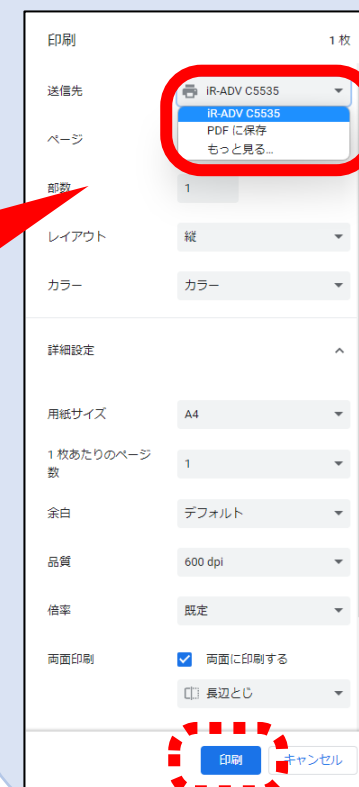 印刷 1 枚
送信先 iR-ADV C5535
iR-ADV C5535
PDF に保存
もっと見る...
ページ
部数 1
レイアウト 縦
カラー カラー
詳細設定
用紙サイズ A4
1 枚あたりのページ
数 1
余白 デフォルト
品質 600 dpi
倍率 既定
両面印刷 両面に印刷する
長辺とじ
印刷 キャンセル